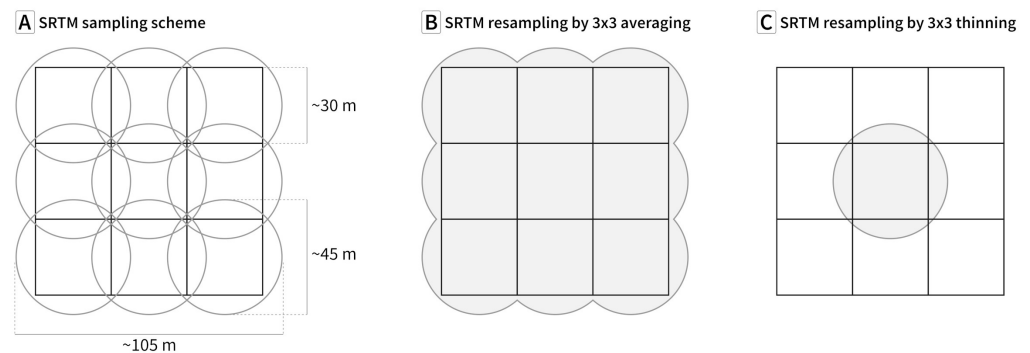 A SRTM sampling scheme
B SRTM resampling by 3x3 averaging
C SRTM resampling by 3x3 thinning
~30 m
~45 m
~105 m